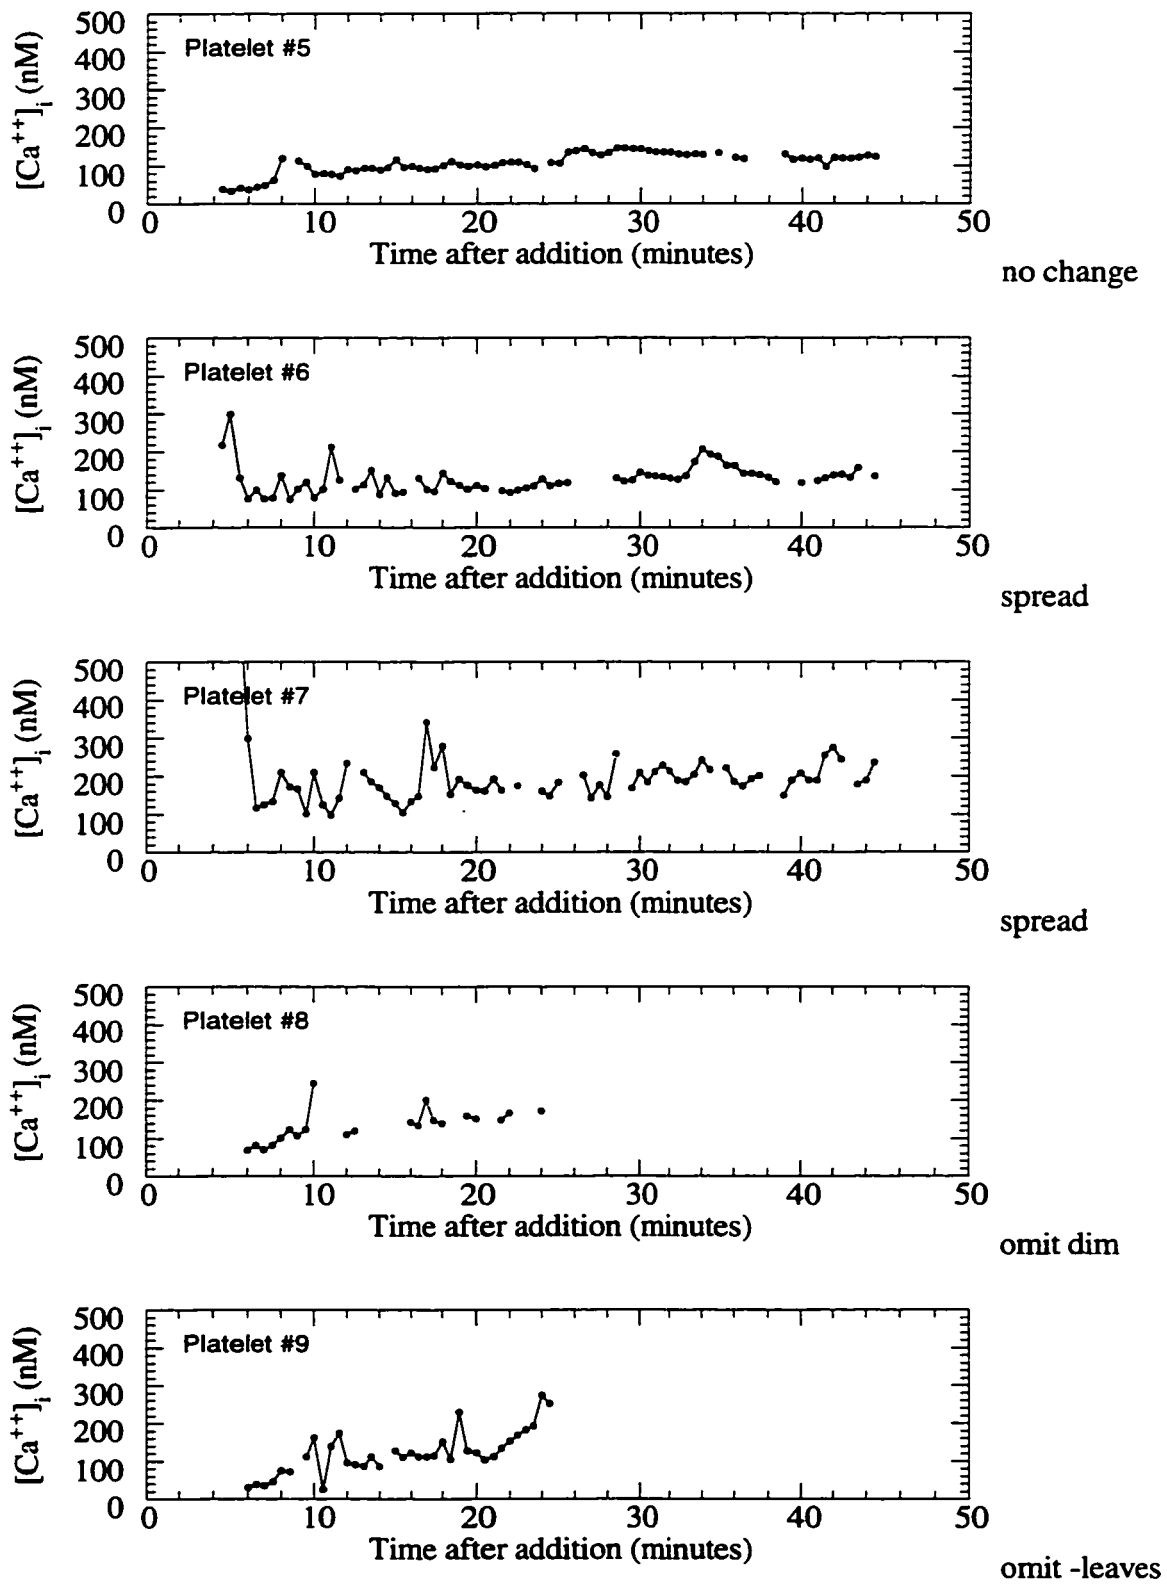 500
400
300
200
100
0
[Ca++]i (nM)
Platelet #5
0 10 20 30 40 50
Time after addition (minutes)
no change
500
400
300
200
100
0
[Ca++]i (nM)
Platelet #6
0 10 20 30 40 50
Time after addition (minutes)
spread
500
400
300
200
100
0
[Ca++]i (nM)
Platelet #7
0 10 20 30 40 50
Time after addition (minutes)
spread
500
400
300
200
100
0
[Ca++]i (nM)
Platelet #8
0 10 20 30 40 50
Time after addition (minutes)
omit dim
500
400
300
200
100
0
[Ca++]i (nM)
Platelet #9
0 10 20 30 40 50
Time after addition (minutes)
omit -leaves